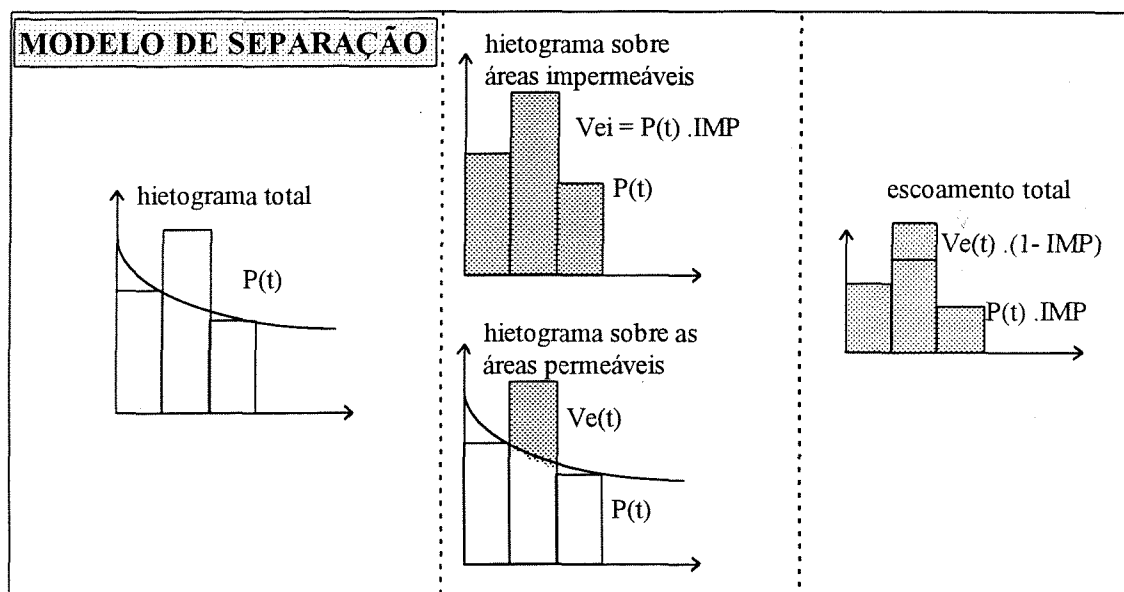 MODELO DE SEPARAÇÃO
hietograma total
P(t)
hietograma sobre
áreas impermeáveis
Vei = P(t) .IMP
P(t)
hietograma sobre as
áreas permeáveis
Ve(t)
P(t)
escoamento total
Ve(t) .(1- IMP)
P(t) .IMP